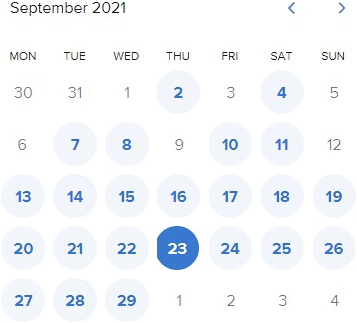 September 2021
MON TUE WED THU FRI SAT SUN
30 31 1 2 3 4 5
6 7 8 9 10 11 12
13 14 15 16 17 18 19
20 21 22 23 24 25 26
27 28 29 1 2 3 4